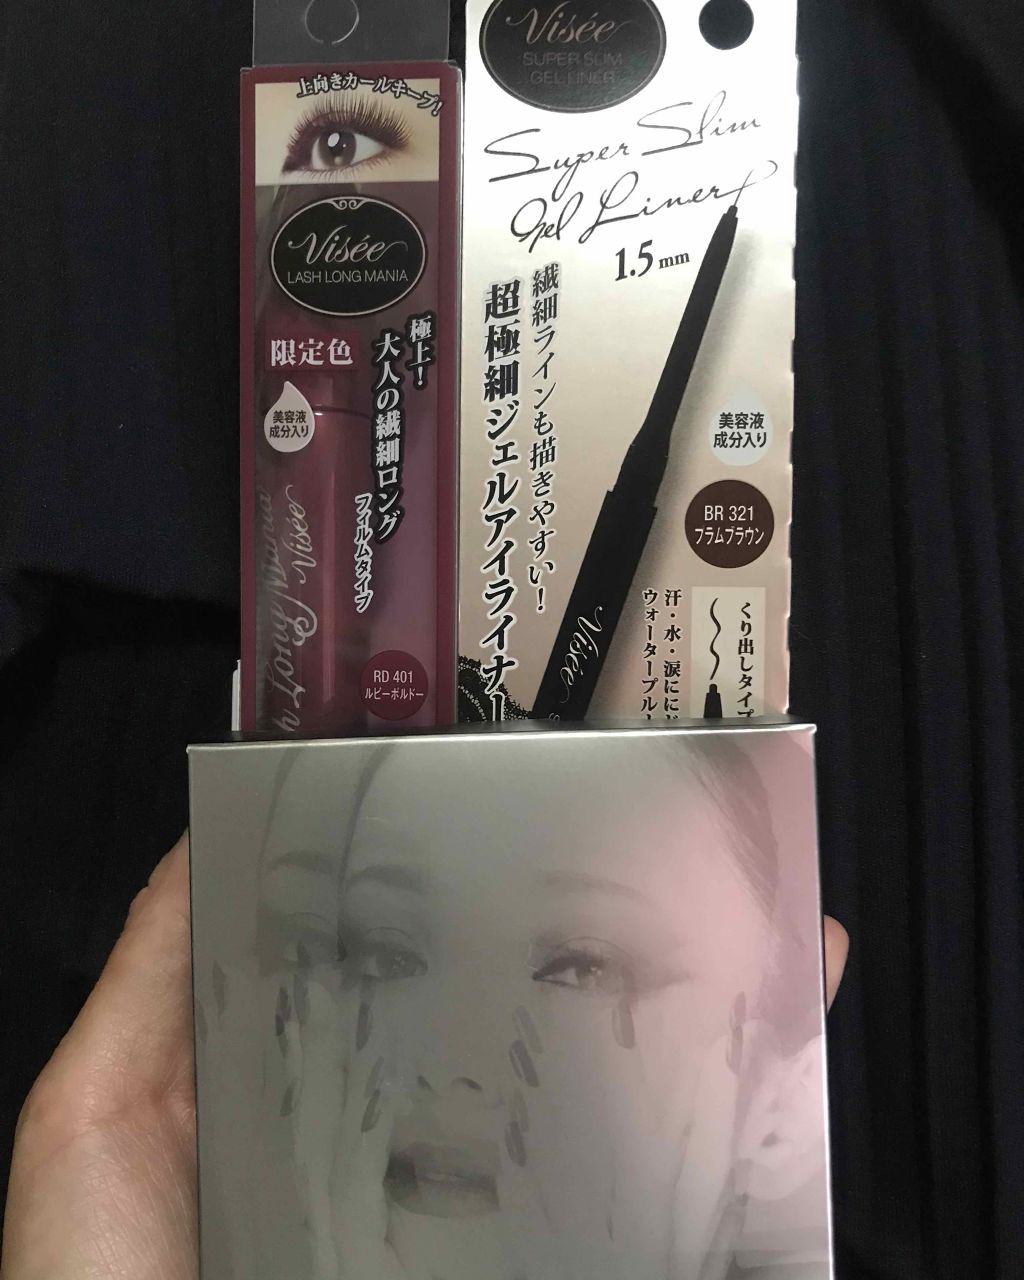 上向きカールキープ!
Visée
LASH LONG MANIA
限定色
美容液
成分入り
極上!
大人の繊細ロング
フィルムタイプ
Visée
RD 401
ルビーボルドー
Visée
SUPER SLIM
GEL LINER
Super Slim
Gel Liner
1.5 mm
繊細ラインも描きやすい!
超極細ジェルアイライナー
美容液
成分入り
BR 321
プラムブラウン
くり出しタイプ
汗・水・涙ににじ
ウォータープルー
Visée